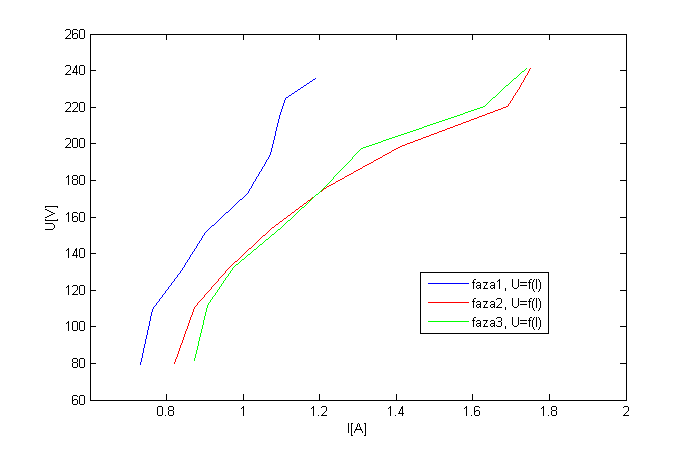 260
240
220
200
180
160
140
120
100
80
60
U[V]
faza1, U=f(I)
faza2, U=f(I)
faza3, U=f(I)
0.8 1 1.2 1.4 1.6 1.8 2
I[A]